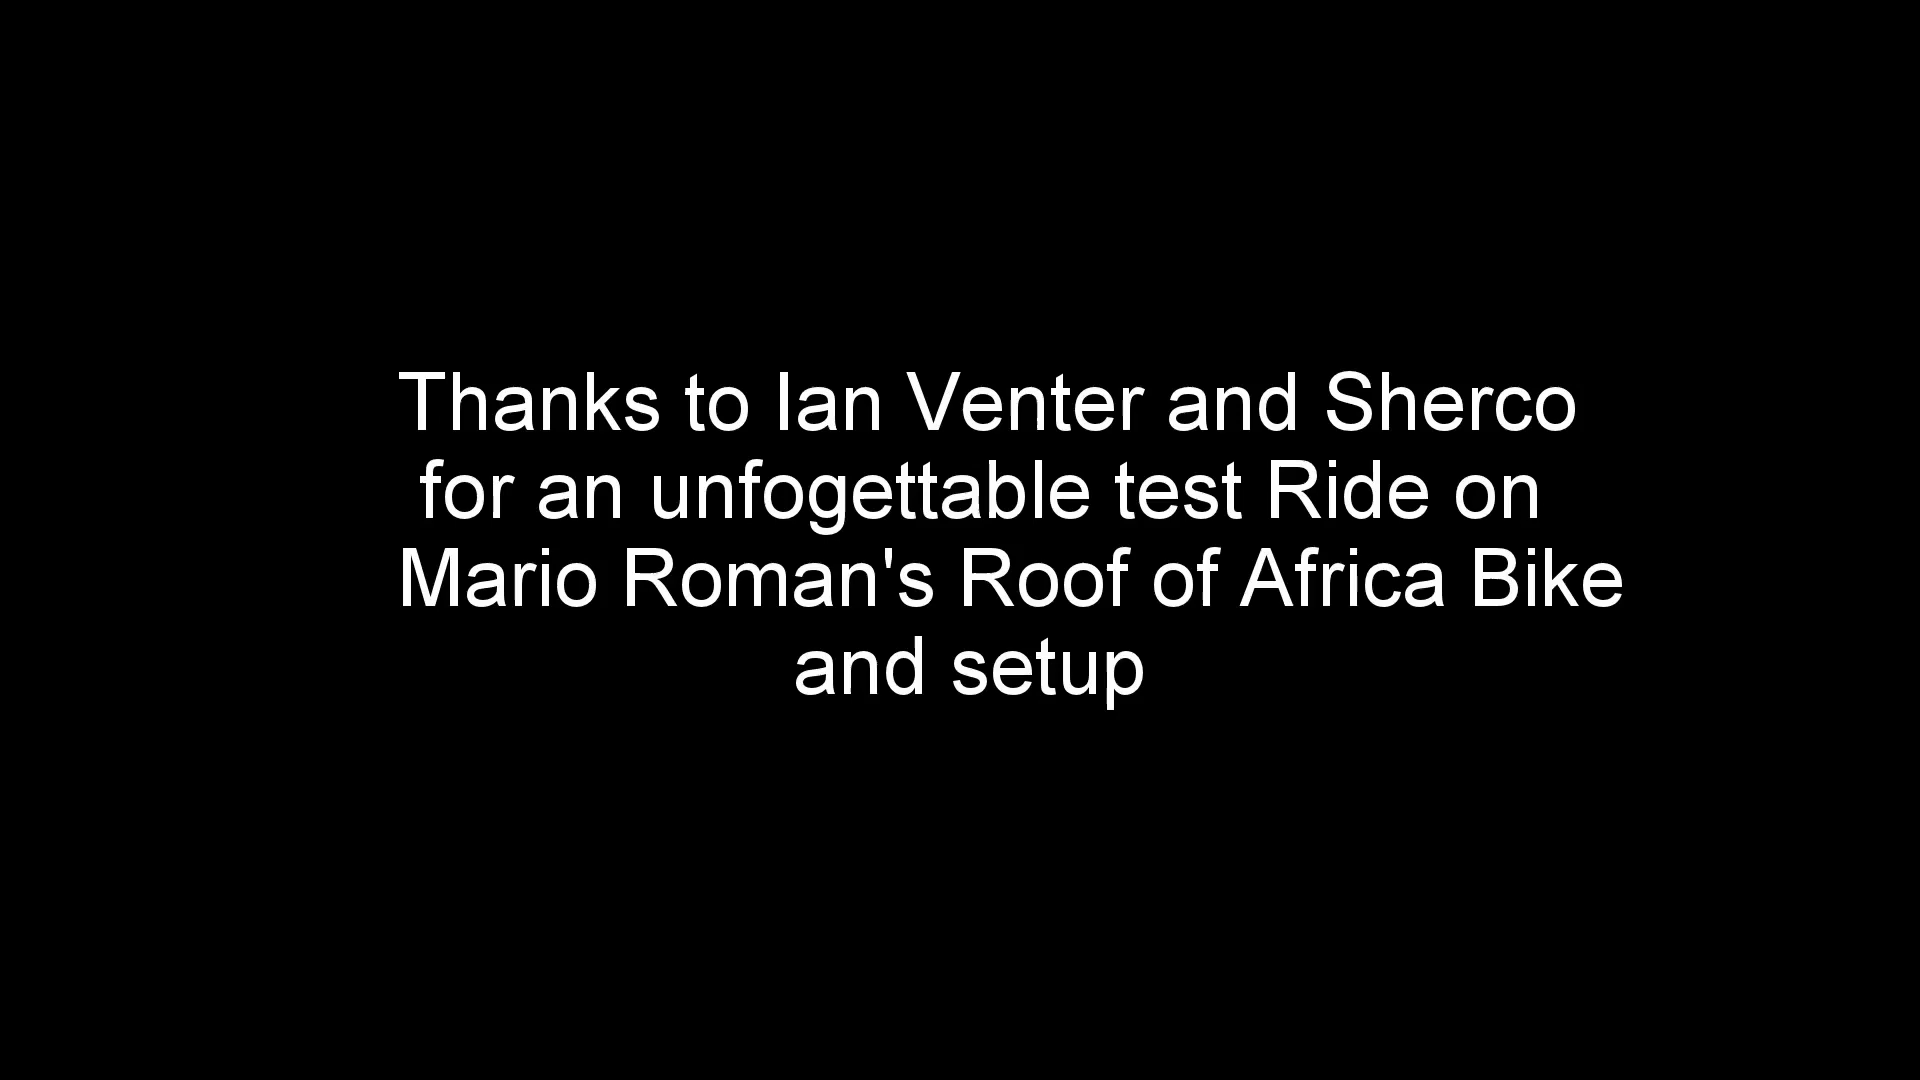 Thanks to Ian Venter and Sherco
for an unfogettable test Ride on
Mario Roman's Roof of Africa Bike
and setup